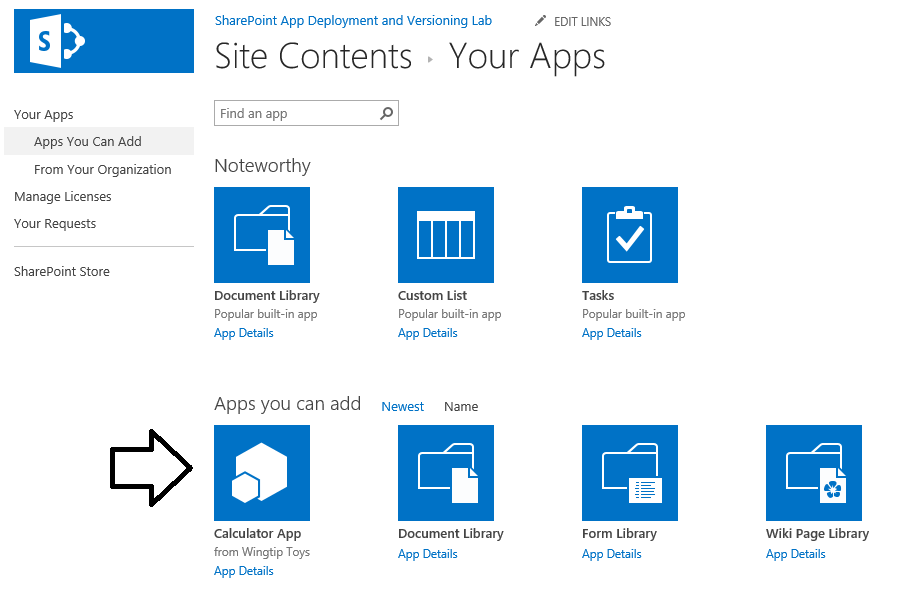 S
SharePoint App Deployment and Versioning Lab
EDIT LINKS
Site Contents ▸ Your Apps
Your Apps
Apps You Can Add
From Your Organization
Manage Licenses
Your Requests
SharePoint Store
Find an app
Noteworthy
Document Library
Popular built-in app
App Details
Custom List
Popular built-in app
App Details
Tasks
Popular built-in app
App Details
Apps you can add Newest Name
Calculator App
from Wingtip Toys
App Details
Document Library
App Details
Form Library
App Details
Wiki Page Library
App Details